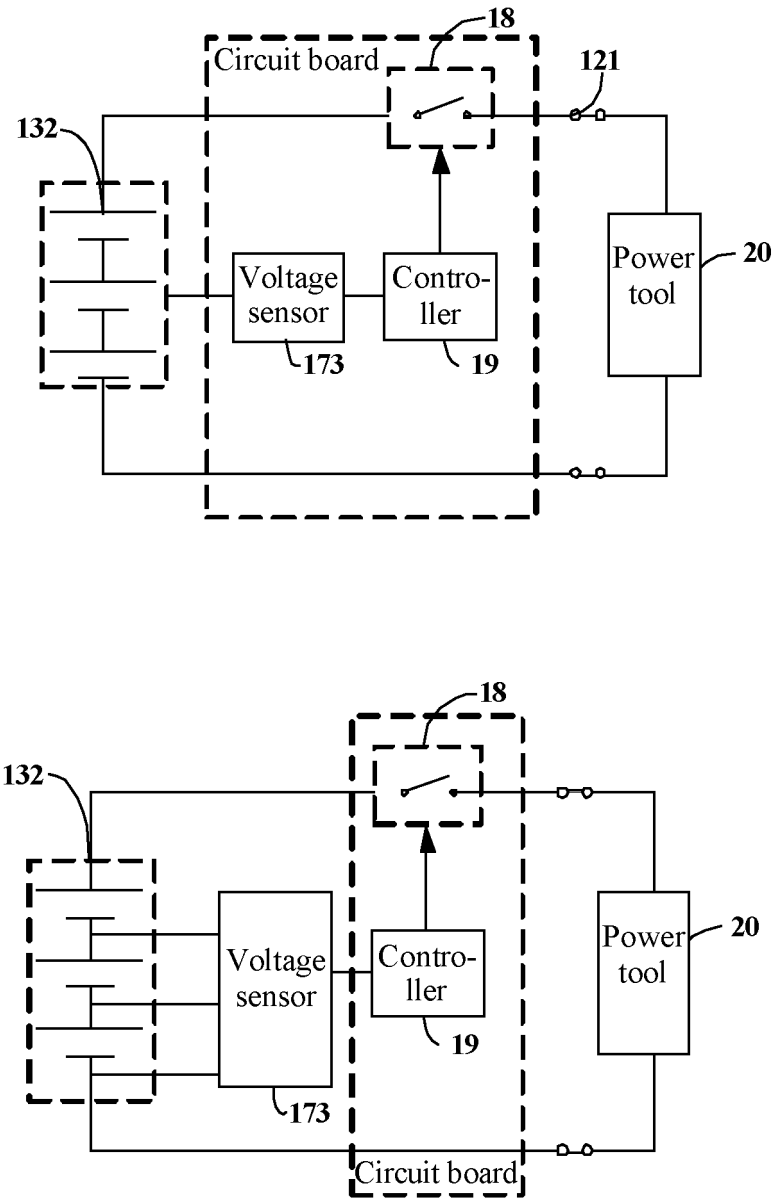 18
Circuit board
121
132
Voltage
sensor
Contro-
ller
Power
tool
20
173
19
18
132
Voltage
sensor
Contro-
ller
Power
tool
20
19
173
Circuit board